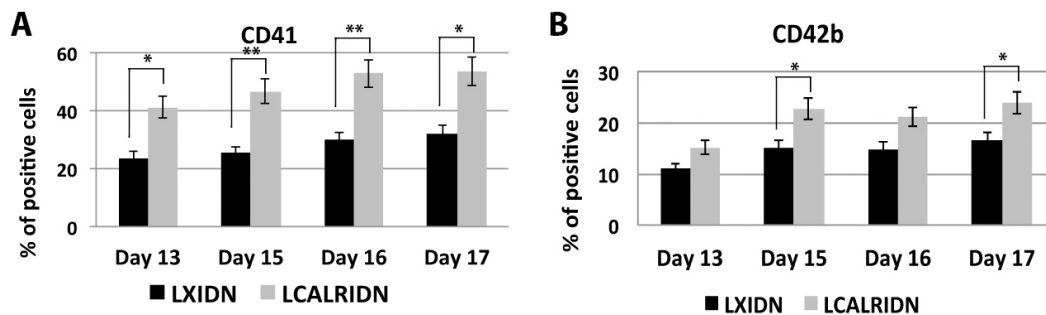 A
CD41
% of positive cells
60
40
20
0
*
**
**
*
Day 13 Day 15 Day 16 Day 17
LXIDN LCALRIDN
B
CD42b
% of positive cells
30
20
10
0
*
*
Day 13 Day 15 Day 16 Day 17
LXIDN LCALRIDN